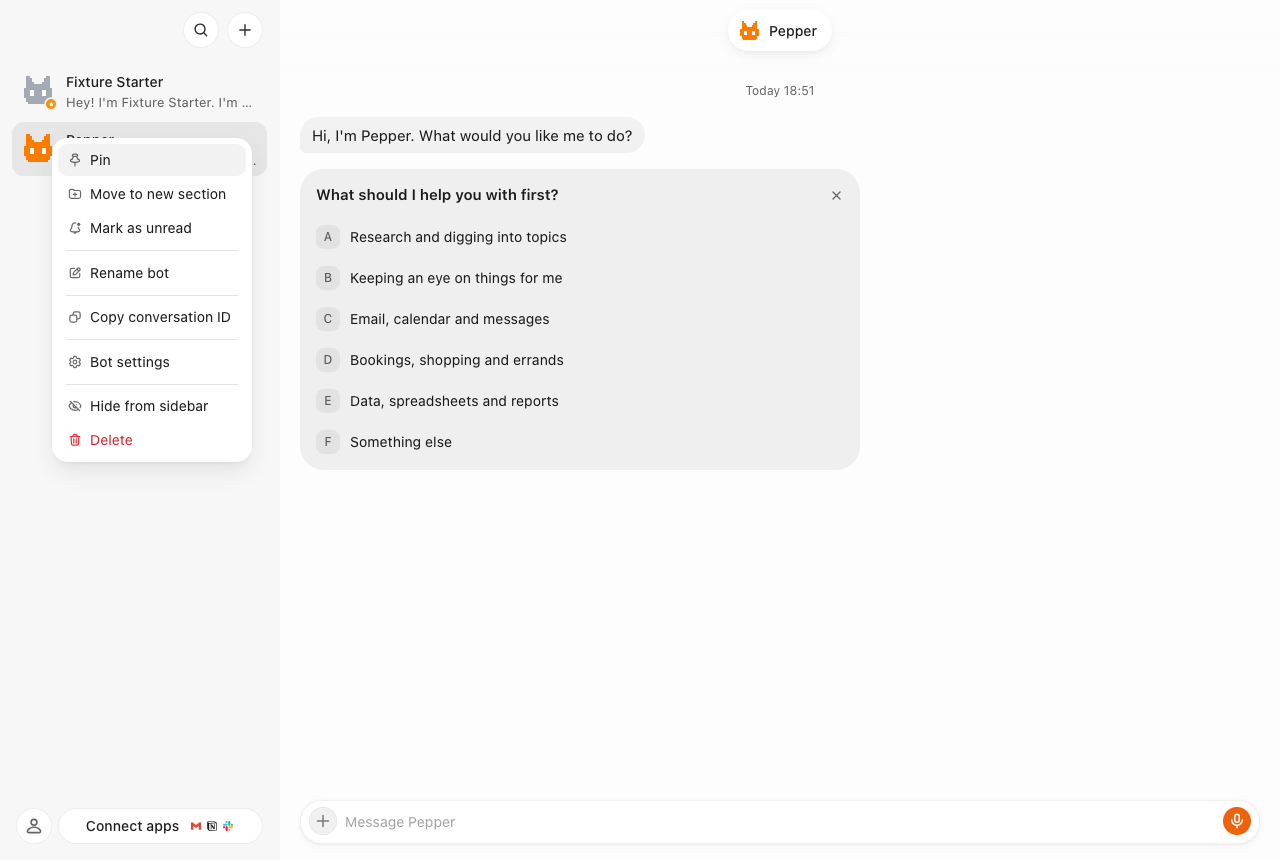 Pepper
Today 18:51
Fixture Starter
Hey! I'm Fixture Starter. I'm ...
Pin
Move to new section
Mark as unread
Rename bot
Copy conversation ID
Bot settings
Hide from sidebar
Delete
Hi, I'm Pepper. What would you like me to do?
What should I help you with first?
A Research and digging into topics
B Keeping an eye on things for me
C Email, calendar and messages
D Bookings, shopping and errands
E Data, spreadsheets and reports
F Something else
Connect apps
Message Pepper